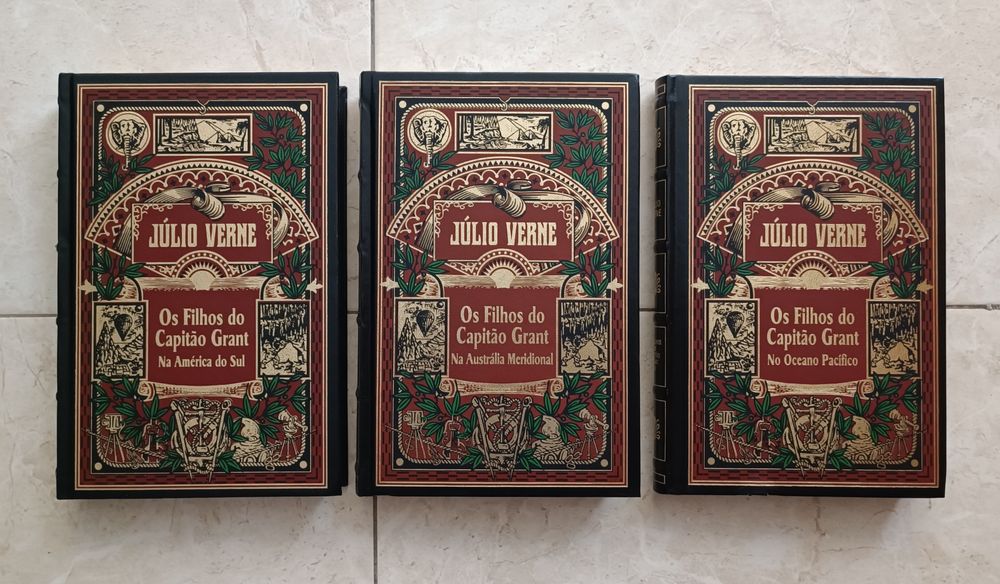 JÚLIO VERNE
Os Filhos do
Capitão Grant
Na América do Sul
JÚLIO VERNE
Os Filhos do
Capitão Grant
Na Austrália Meridional
JÚLIO VERNE
Os Filhos do
Capitão Grant
No Oceano Pacífico